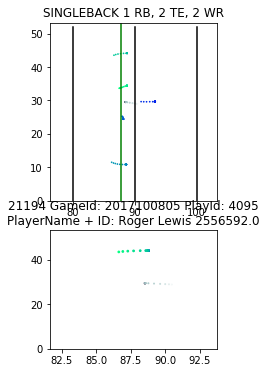 SINGLEBACK 1 RB, 2 TE, 2 WR
50
40
30
20
10
0
80 90 100
21194 GameId: 2017100805 PlayId: 4095
PlayerName + ID: Roger Lewis 2556592.0
40
20
0
82.5 85.0 87.5 90.0 92.5